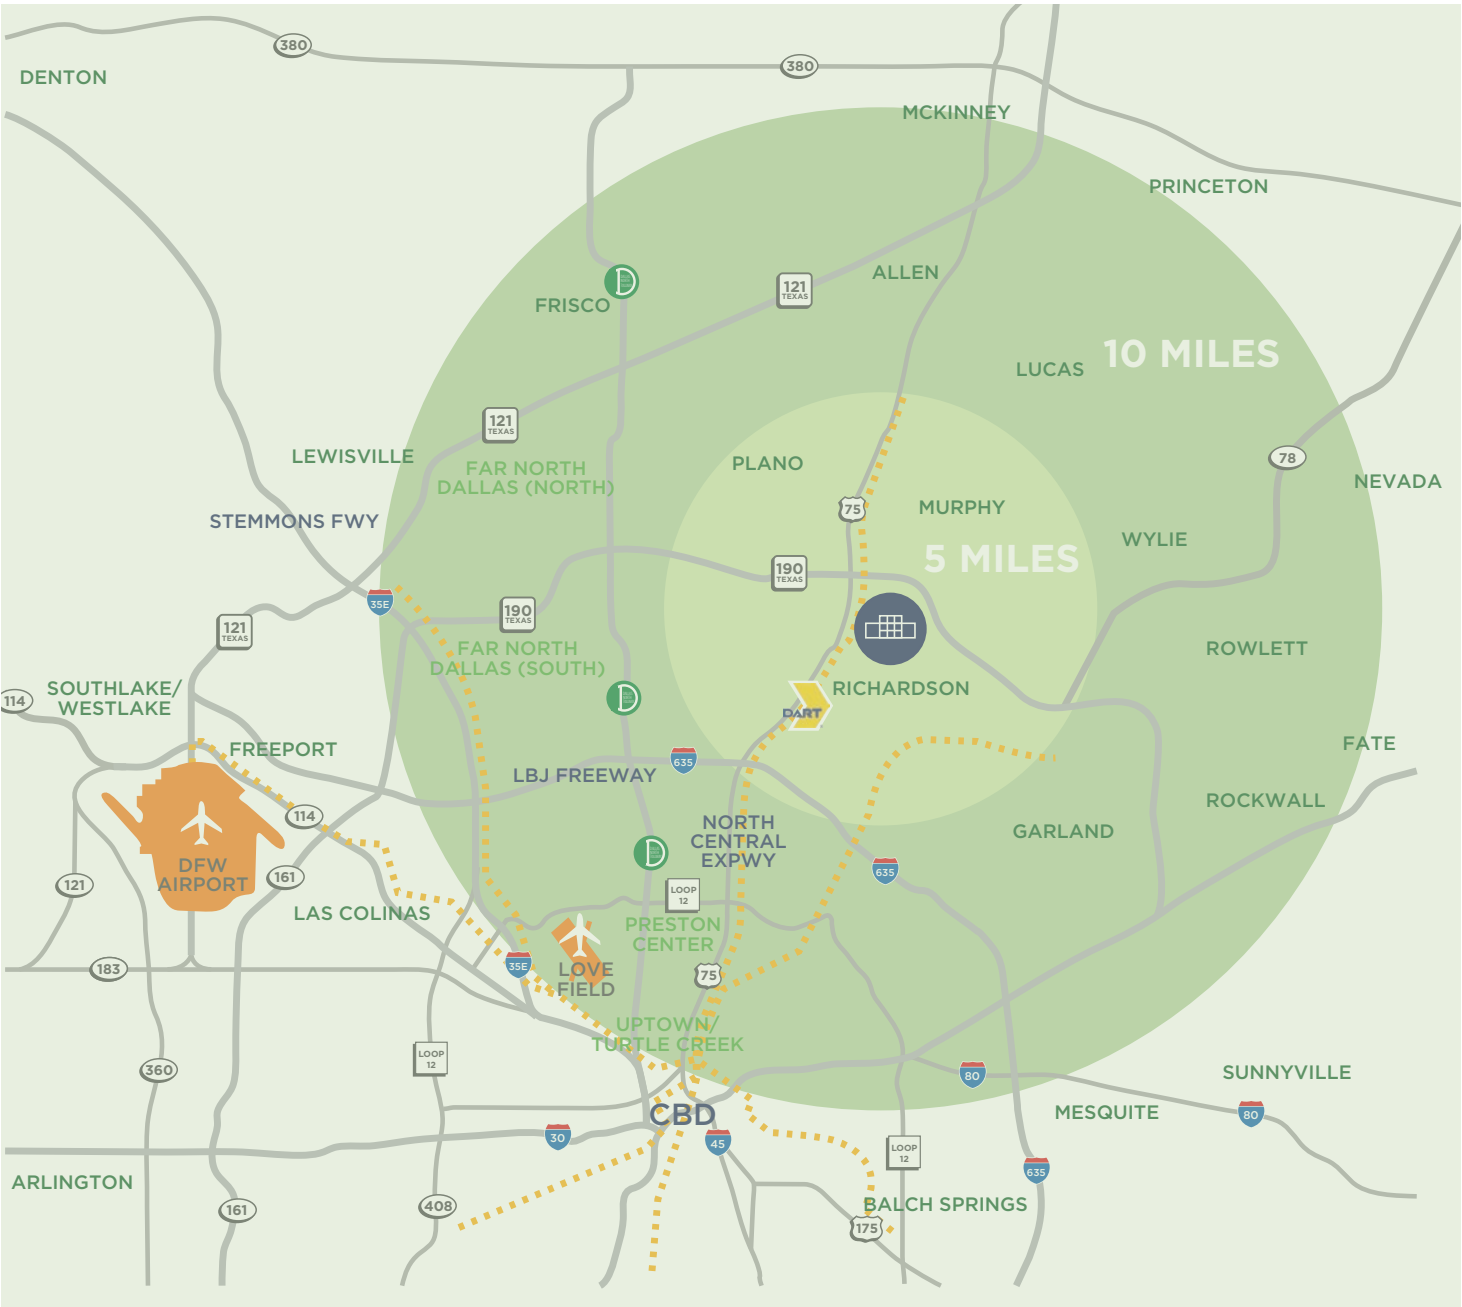 380
DENTON
380
MCKINNEY
PRINCETON
ALLEN
121
TEXAS
FRISCO
10 MILES
LUCAS
121
TEXAS
LEWISVILLE
FAR NORTH
DALLAS (NORTH)
PLANO
78
NEVADA
75
MURPHY
STEMMONS FWY
WYLIE
5 MILES
190
TEXAS
35E
190
TEXAS
121
TEXAS
FAR NORTH
DALLAS (SOUTH)
ROWLETT
SOUTHLAKE/
WESTLAKE
114
RICHARDSON
DART
FREEPORT
FATE
635
LBJ FREEWAY
ROCKWALL
114
NORTH
CENTRAL
EXPWY
GARLAND
DFW
AIRPORT
121
161
635
LOOP
12
LAS COLINAS
PRESTON
CENTER
183
35E
LOVE
FIELD
75
UPTOWN/
TURTLE CREEK
LOOP
12
360
80
SUNNYVILLE
CBD
MESQUITE
80
30
45
LOOP
12
635
ARLINGTON
161
408
BALCH SPRINGS
175